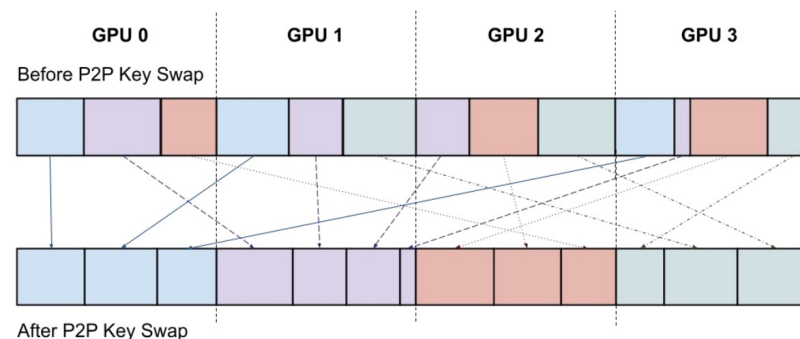 GPU 0 GPU 1 GPU 2 GPU 3
Before P2P Key Swap
After P2P Key Swap